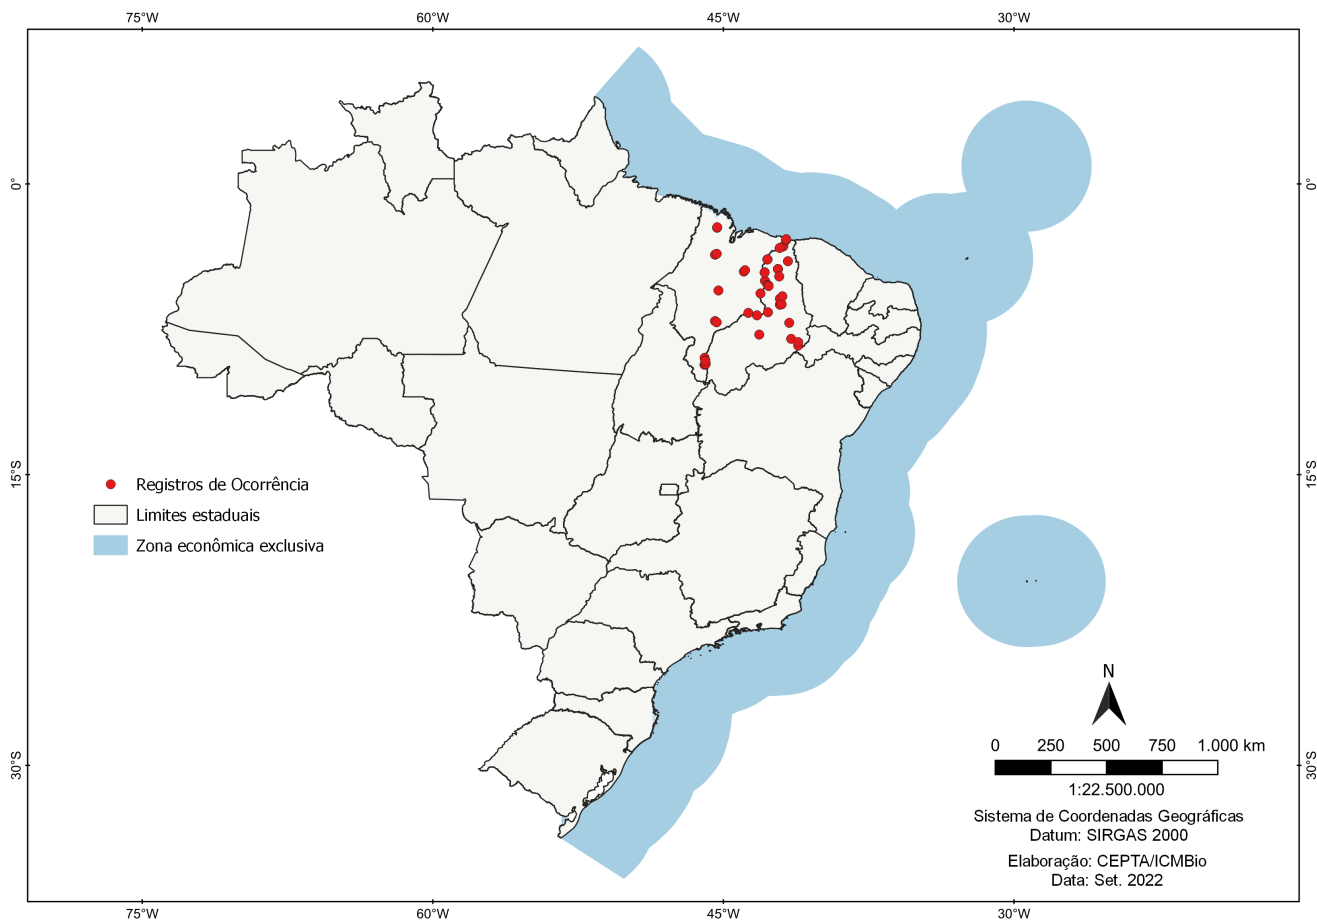 75°W 60°W 45°W 30°W
0° 0°
15°S 15°S
Registros de Ocorrência
Limites estaduais
Zona econômica exclusiva
N
0 250 500 750 1.000 km
30°S 30°S
1:22.500.000
Sistema de Coordenadas Geográficas
Datum: SIRGAS 2000
Elaboração: CEPTA/ICMBio
Data: Set. 2022
75°W 60°W 45°W 30°W